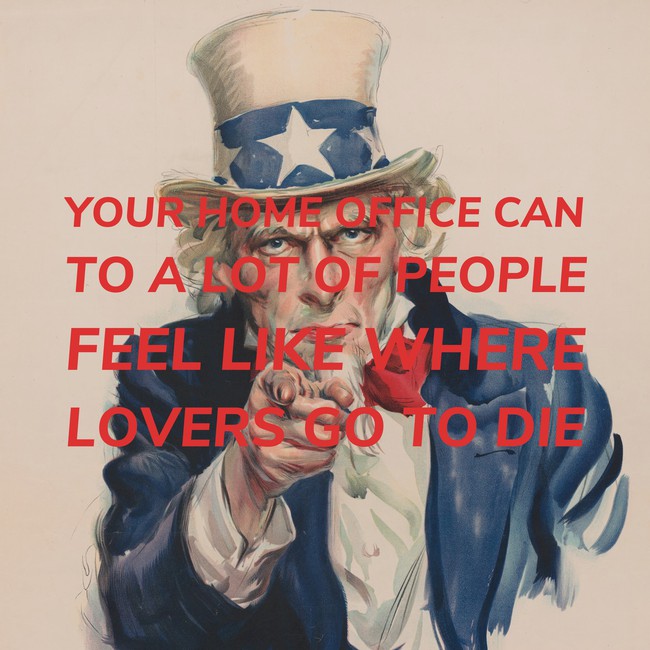 YOUR HOME OFFICE CAN
TO A LOT OF PEOPLE
FEEL LIKE WHERE
LOVERS GO TO DIE